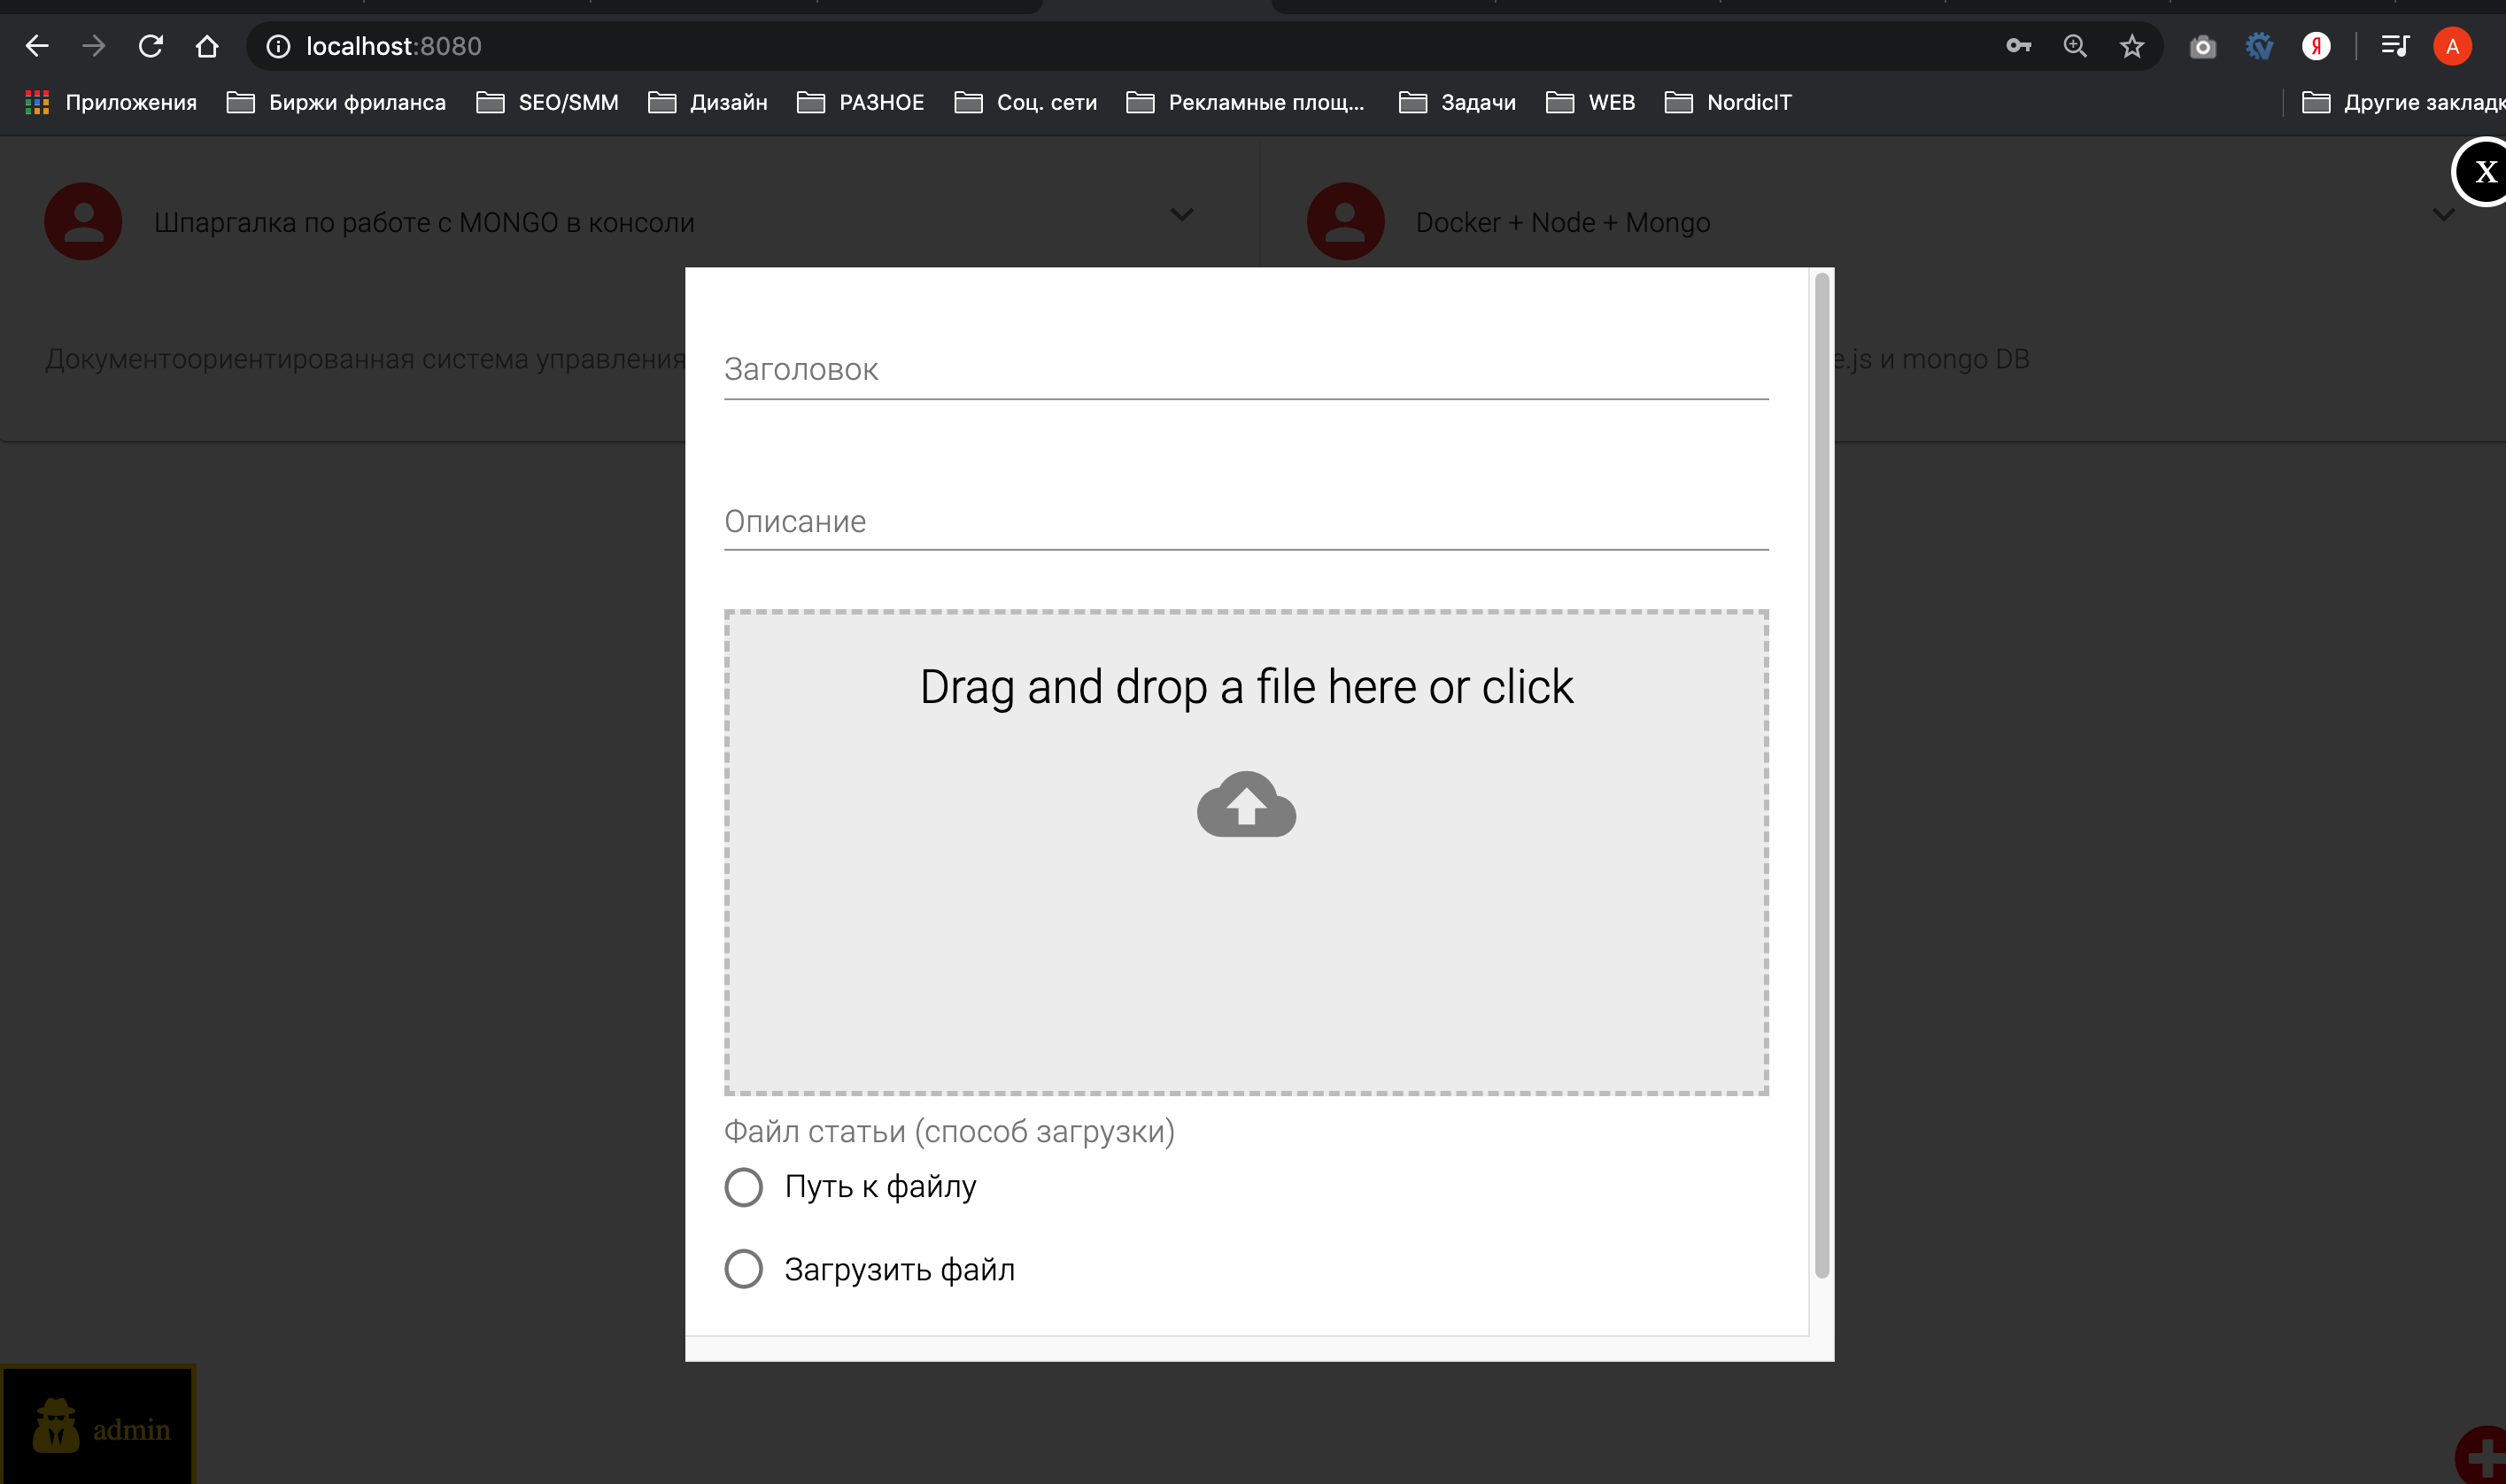 localhost:8080
A
Приложения Биржи фриланса SEO/SMM Дизайн РАЗНОЕ Соц. сети Рекламные площ... Задачи WEB NordicIT Другие закладк
X
Шпаргалка по работе с MONGO в консоли
Docker + Node + Mongo
Документоориентированная система управления
e.js и mongo DB
Заголовок
Описание
Drag and drop a file here or click
Файл статьи (способ загрузки)
Путь к файлу
Загрузить файл
admin